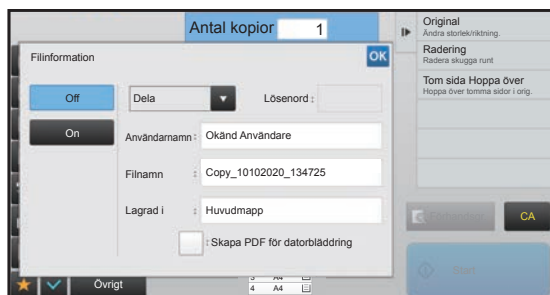 Antal kopior 1
Filinformation
OK
Off
On
Dela
Lösenord :
Användarnamn : Okänd Användare
Filnamn : Copy_10102020_134725
Lagrad i : Huvudmapp
: Skapa PDF för datorbläddring
Övrigt
A4
4 A4
Original
Ändra storlek/riktning.
Radering
Radera skugga runt
Tom sida Hoppa över
Hoppa över tomma sidor i orig.
CA
Start